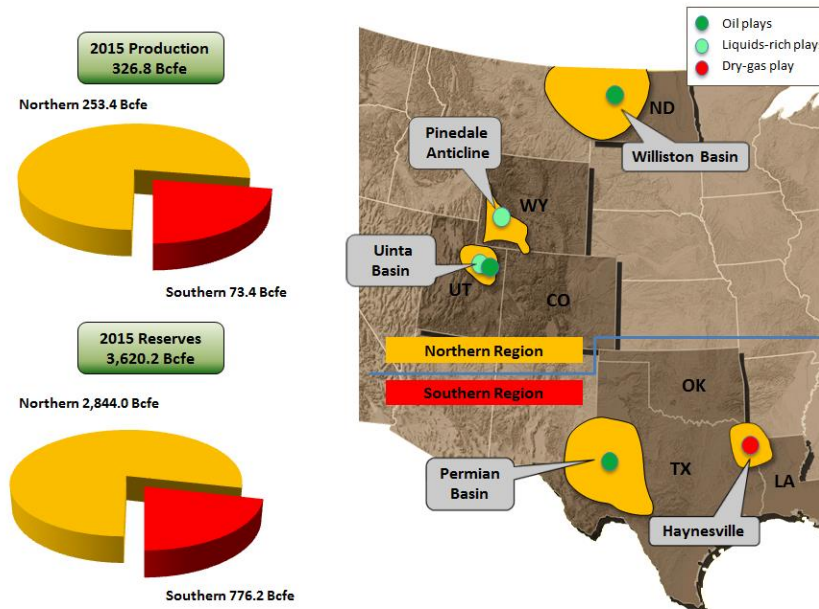 2015 Production
326.8 Bcfe
Northern 253.4 Bcfe
Southern 73.4 Bcfe
2015 Reserves
3,620.2 Bcfe
Northern 2,844.0 Bcfe
Southern 776.2 Bcfe
Oil plays
Liquids-rich plays
Dry-gas play
ND
Williston Basin
Pinedale
Anticline
WY
Uinta
Basin
UT
CO
Northern Region
Southern Region
OK
Permian
Basin
TX
LA
Haynesville